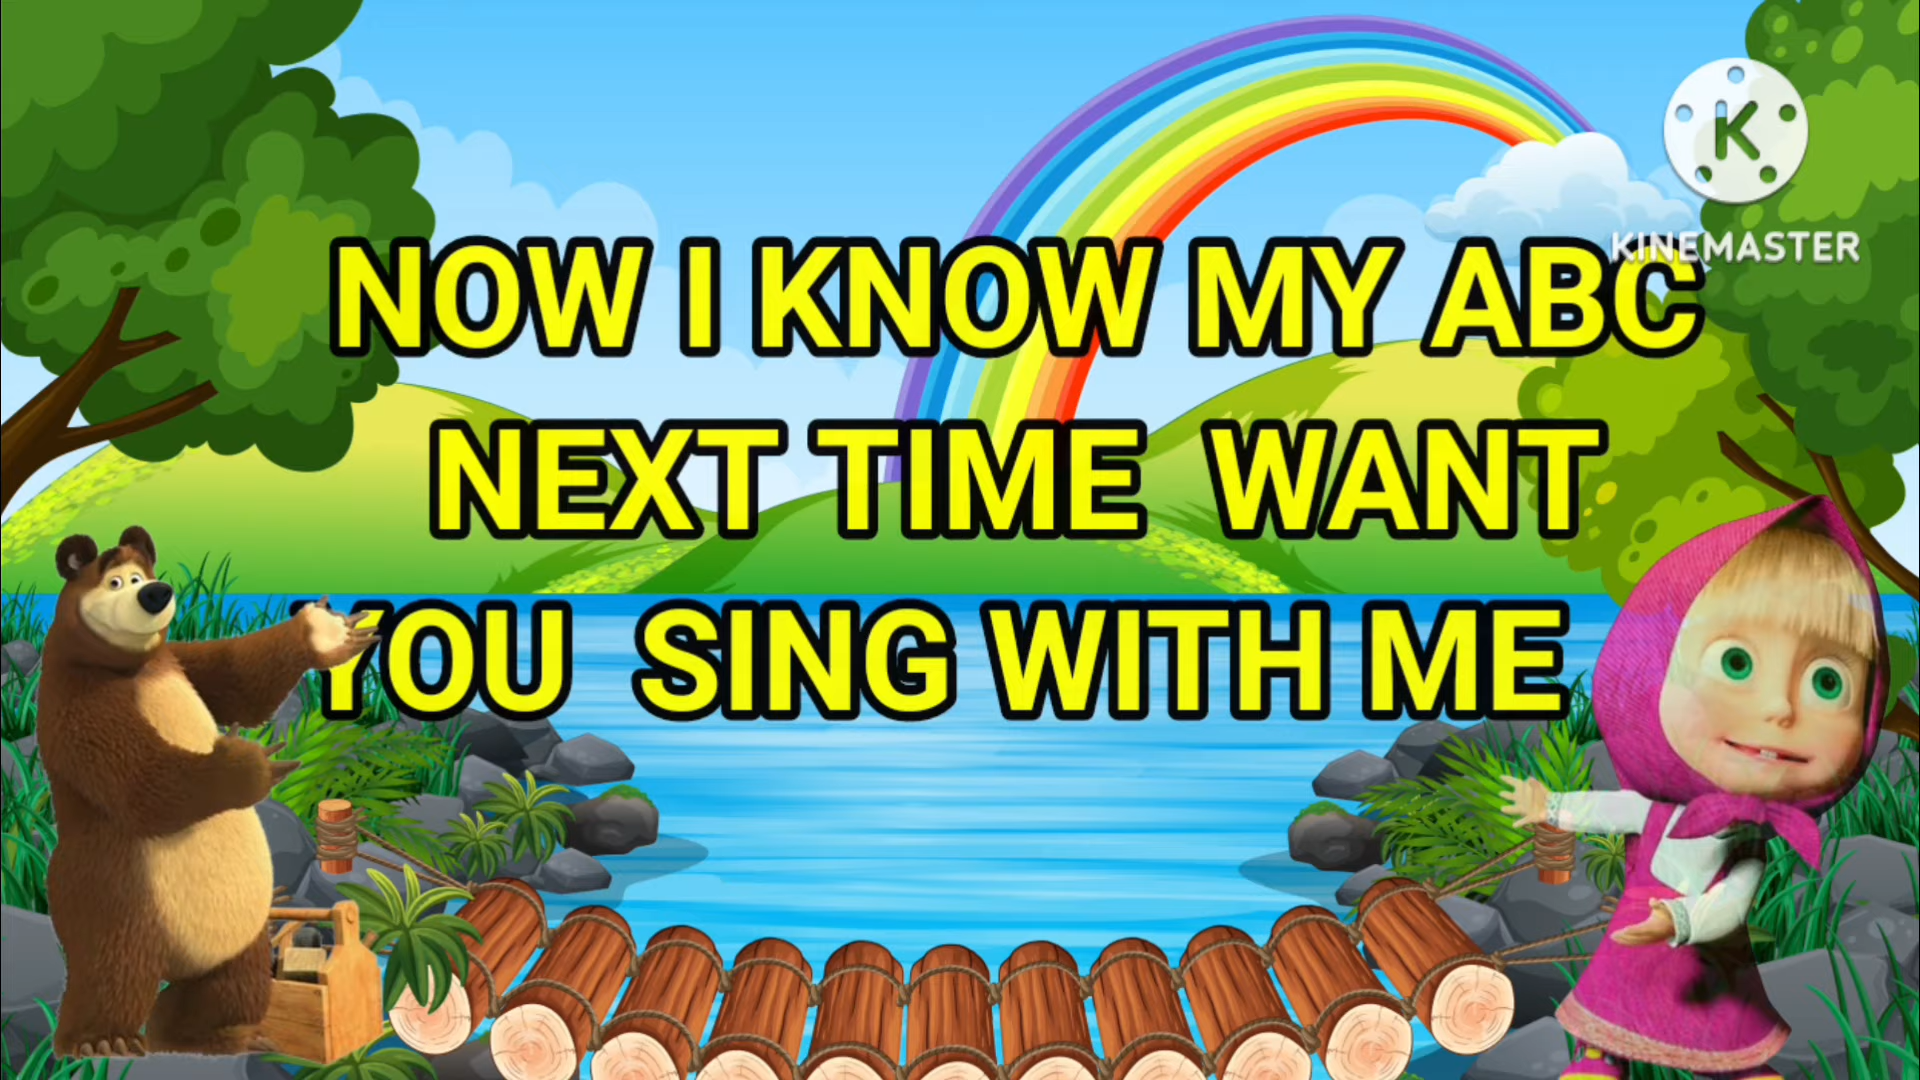 K
KINEMASTER
NOW I KNOW MY ABC
NEXT TIME WANT
YOU SING WITH ME